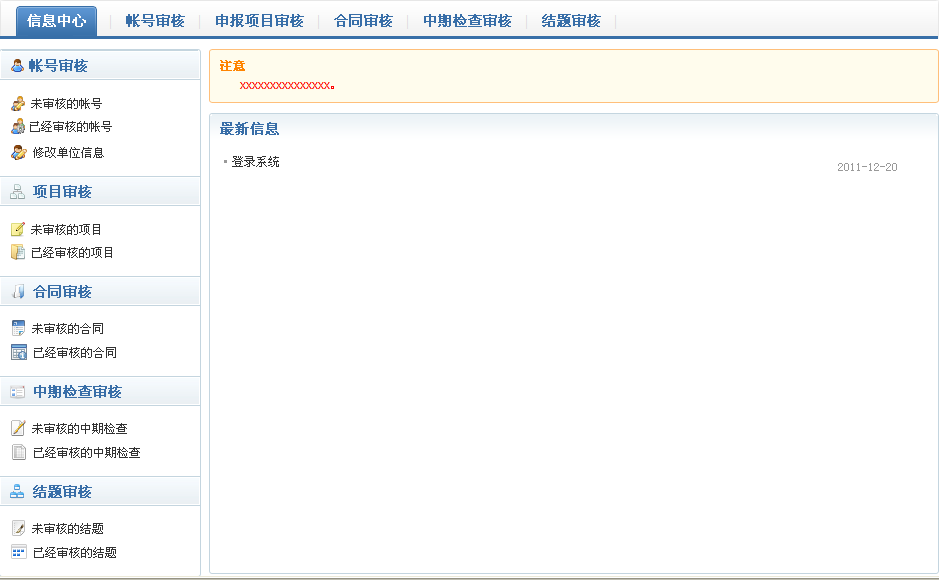 信息中心 帐号审核 申报项目审核 合同审核 中期检查审核 结题审核
帐号审核
未审核的帐号
已经审核的帐号
修改单位信息
项目审核
未审核的项目
已经审核的项目
合同审核
未审核的合同
已经审核的合同
中期检查审核
未审核的中期检查
已经审核的中期检查
结题审核
未审核的结题
已经审核的结题
注意
xxxxxxxxxxxxxxx。
最新信息
登录系统 2011-12-20